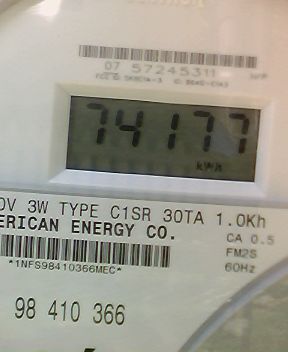 07 57245311
74177
kWh
0V 3W TYPE C1SR 30TA 1.0Kh
ERICAN ENERGY CO.
CA 0.5
FM2S
*1NFS98410366MEC*
60Hz
98 410 366